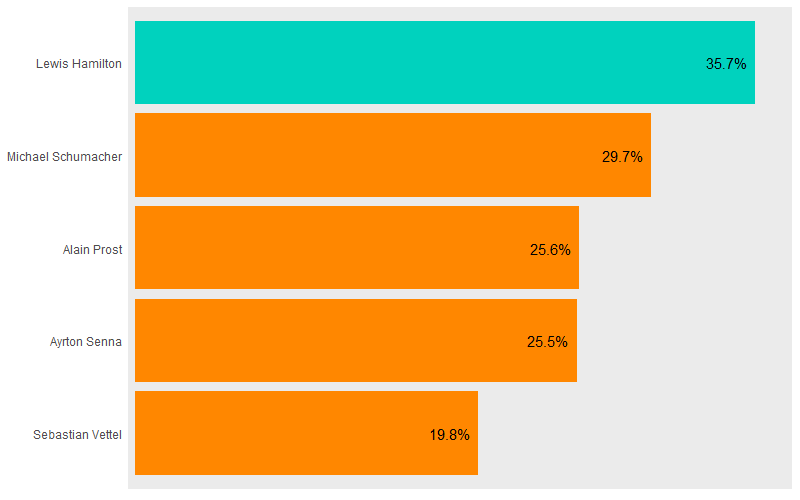 Lewis Hamilton 35.7%
Michael Schumacher 29.7%
Alain Prost 25.6%
Ayrton Senna 25.5%
Sebastian Vettel 19.8%